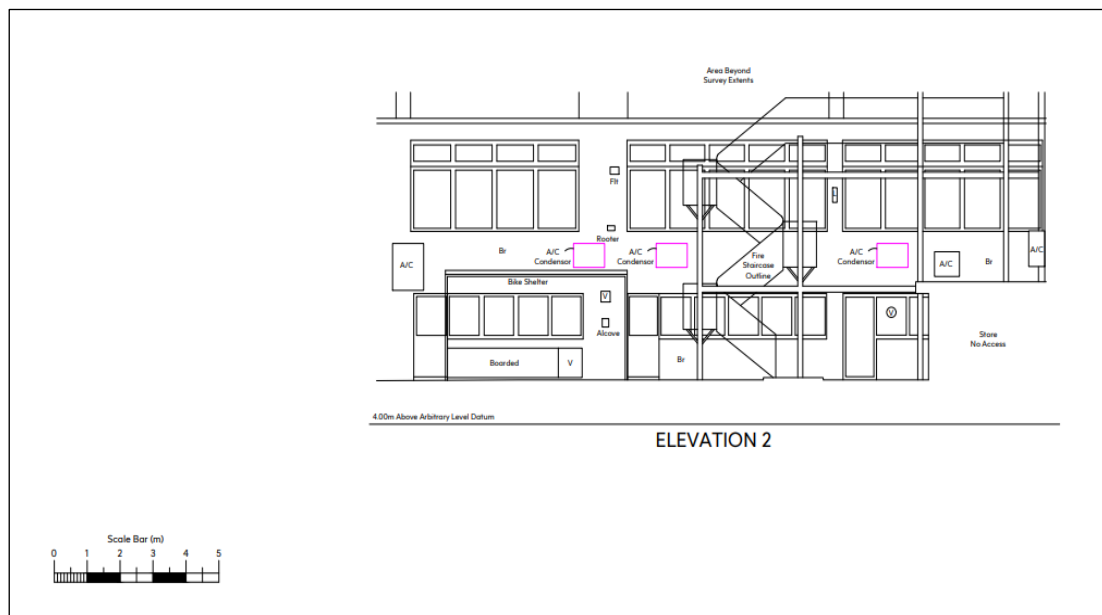 Area Beyond
Survey Extents
Flt
Rooter
Br
A/C
Condensor
A/C
Condensor
A/C
Condensor
A/C
A/C
A/C
Br
Fire
Staircase
Outline
Bike Shelter
V
V
Alcove
Store
No Access
Boarded
V
Br
4.00m Above Arbitrary Level Datum
ELEVATION 2
Scale Bar (m)
0 1 2 3 4 5